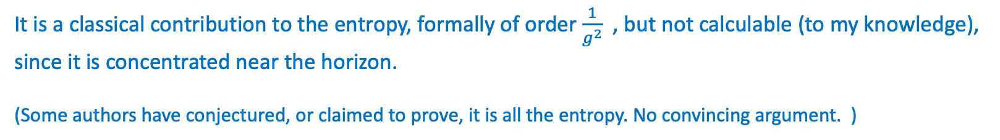 It is a classical contribution to the entropy, formally of order 1/g² , but not calculable (to my knowledge),
since it is concentrated near the horizon.
(Some authors have conjectured, or claimed to prove, it is all the entropy. No convincing argument. )